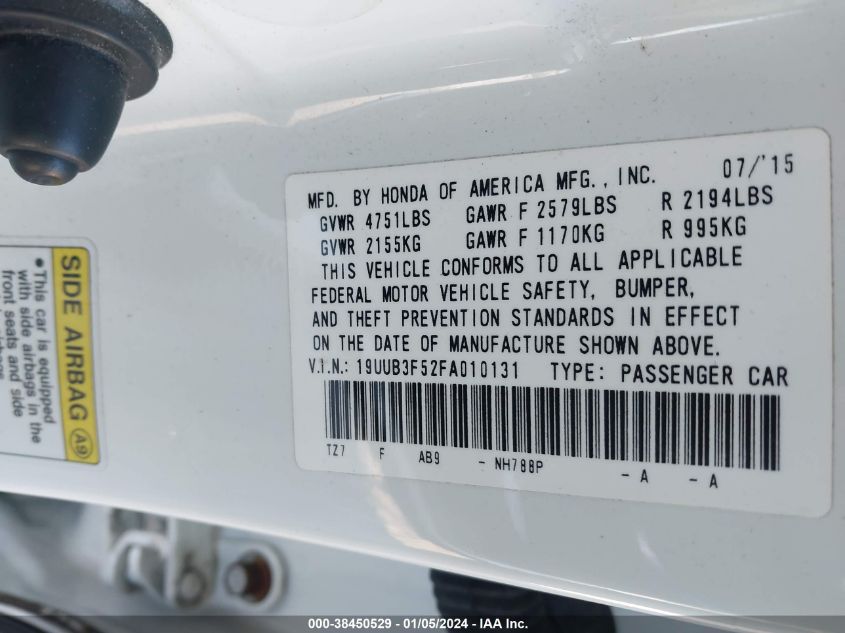 MFD. BY HONDA OF AMERICA MFG., INC. 07/'15
GVWR 4751LBS GAWR F 2579LBS R 2194LBS
GVWR 2155KG GAWR F 1170KG R 995KG
THIS VEHICLE CONFORMS TO ALL APPLICABLE
FEDERAL MOTOR VEHICLE SAFETY, BUMPER,
AND THEFT PREVENTION STANDARDS IN EFFECT
ON THE DATE OF MANUFACTURE SHOWN ABOVE.
V.I.N.: 19UUB3F52FA010131 TYPE: PASSENGER CAR
TZ7 F AB9 - NH788P - A - A
SIDE AIRBAG A9
• This car is equipped
with side airbags in the
front seats and side
000-38450529 - 01/05/2024 - IAA Inc.